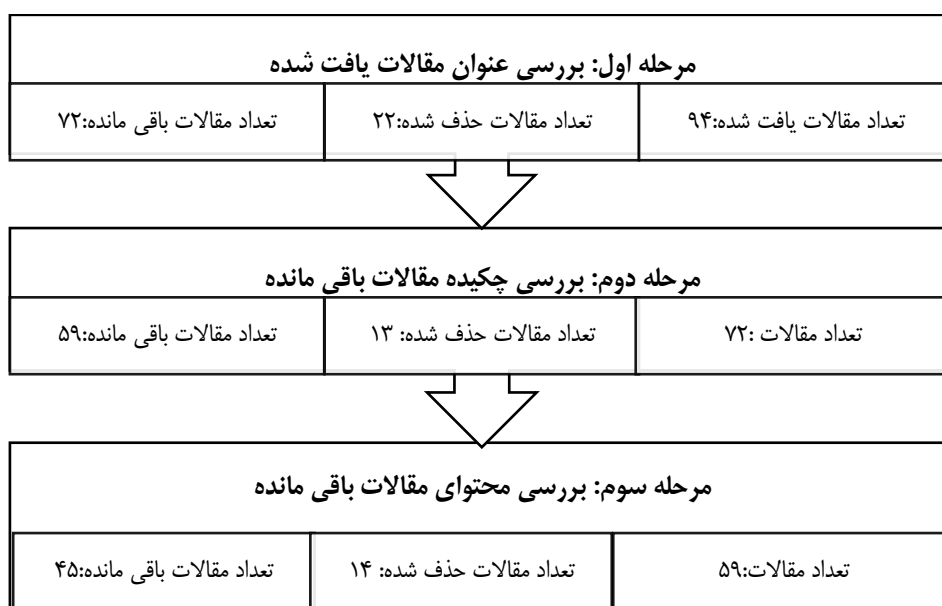 مرحله اول: بررسی عنوان مقالات یافت شده
تعداد مقالات یافت شده:۹۴
تعداد مقالات حذف شده:۲۲
تعداد مقالات باقی مانده:۷۲
مرحله دوم: بررسی چکیده مقالات باقی مانده
تعداد مقالات :۷۲
تعداد مقالات حذف شده: ۱۳
تعداد مقالات باقی مانده:۵۹
مرحله سوم: بررسی محتوای مقالات باقی مانده
تعداد مقالات:۵۹
تعداد مقالات حذف شده: ۱۴
تعداد مقالات باقی مانده:۴۵